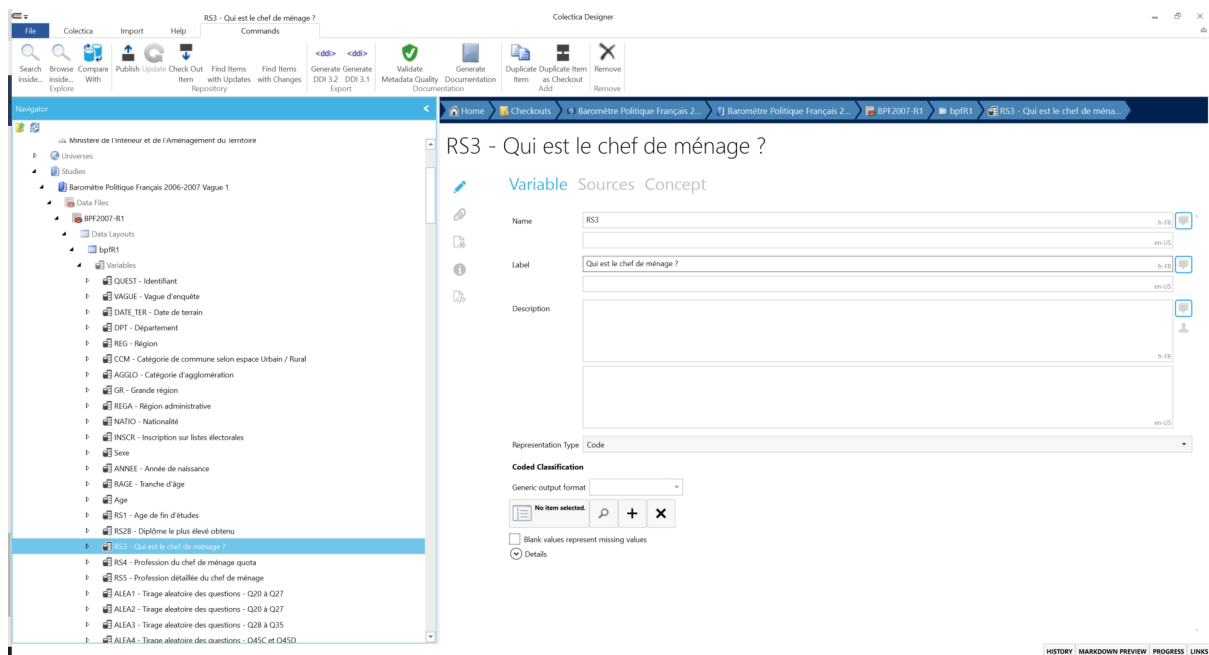 RS3 - Qui est le chef de ménage ?
Colectica Designer
File Colectica Import Help Commands
Search inside...
Browse inside...
Compare With
Explore
Publish
Update
Check Out Item
Find Items with Updates
Find Items with Changes
Repository
<ddi> Generate DDI 3.2
<ddi> Generate DDI 3.1
Export
Validate Metadata Quality
Generate Documentation
Documentation
Duplicate Item
Duplicate Item as Checkout
Add
Remove
Remove
Navigator
Ministère de l'Intérieur et de l'Aménagement du Territoire
Universes
Studies
Baromètre Politique Français 2006-2007 Vague 1
Data Files
BPF2007-R1
Data Layouts
bpfR1
Variables
QUEST - Identifiant
VAGUE - Vague d'enquête
DATE_TER - Date de terrain
DPT - Département
REG - Région
CCM - Catégorie de commune selon espace Urbain / Rural
AGGLO - Catégorie d'agglomération
GR - Grande région
REGA - Région administrative
NATIO - Nationalité
INSCR - Inscription sur listes électorales
Sexe
ANNEE - Année de naissance
RAGE - Tranche d'âge
Age
RS1 - Age de fin d'études
RS2B - Diplôme le plus élevé obtenu
RS3 - Qui est le chef de ménage ?
RS4 - Profession du chef de ménage quota
RS5 - Profession détaillée du chef de ménage
ALEA1 - Tirage aleatoire des questions - Q20 à Q27
ALEA2 - Tirage aleatoire des questions - Q20 à Q27
ALEA3 - Tirage aleatoire des questions - Q28 à Q35
ALEA4 - Tirage aleatoire des questions - Q45C et Q45D
Home Checkouts Baromètre Politique Français 2... Baromètre Politique Français 2... BPF2007-R1 bpfR1 RS3 - Qui est le chef de ména...
RS3 - Qui est le chef de ménage ?
Variable Sources Concept
Name RS3 fr-FR
en-US
Label Qui est le chef de ménage ? fr-FR
en-US
Description
fr-FR
en-US
Representation Type Code
Coded Classification
Generic output format
No item selected.
Blank values represent missing values
Details
HISTORY MARKDOWN PREVIEW PROGRESS LINKS